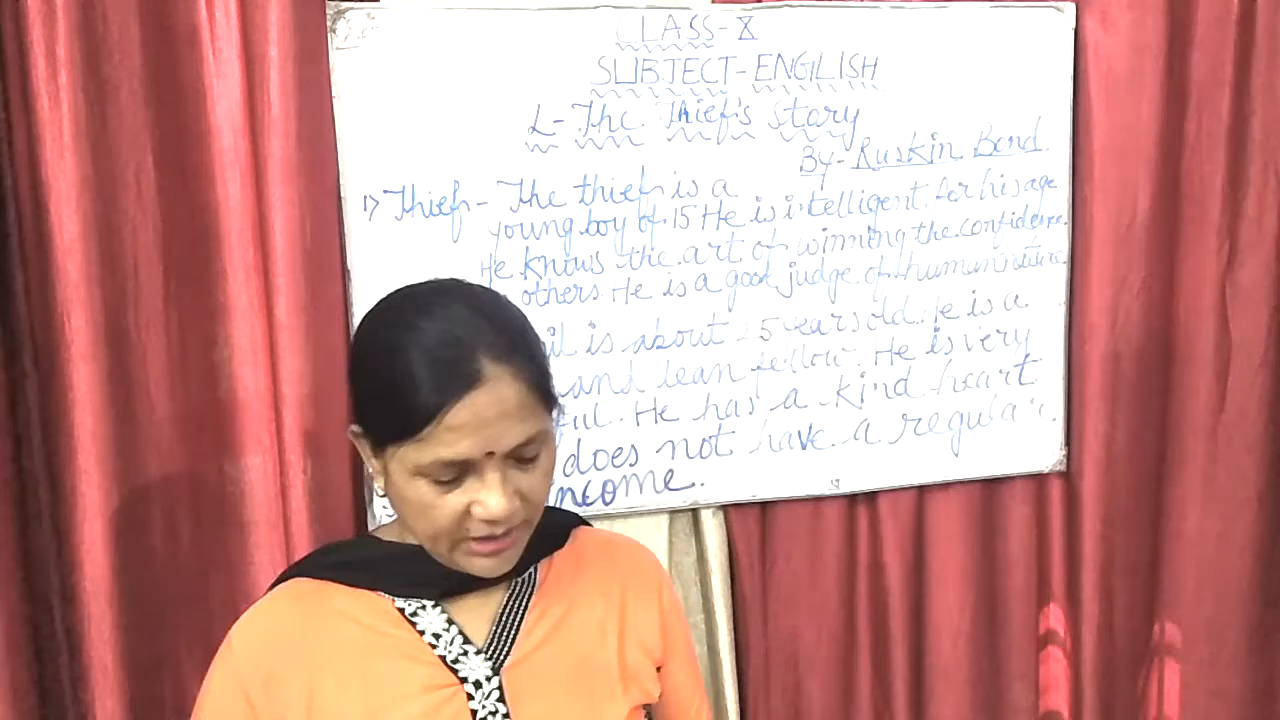 CLASS-X
SUBJECT-ENGILISH
L-The Thief's Story
By-Ruskin Bond.
1) Thief- The thief is a
young boy of 15 He is intelligent for his age
He knows the art of winning the confidence
others. He is a good judge of human nature
is about 25 years old. He is a
and lean fellow. He is very
He has a kind heart
does not have a regular
income.